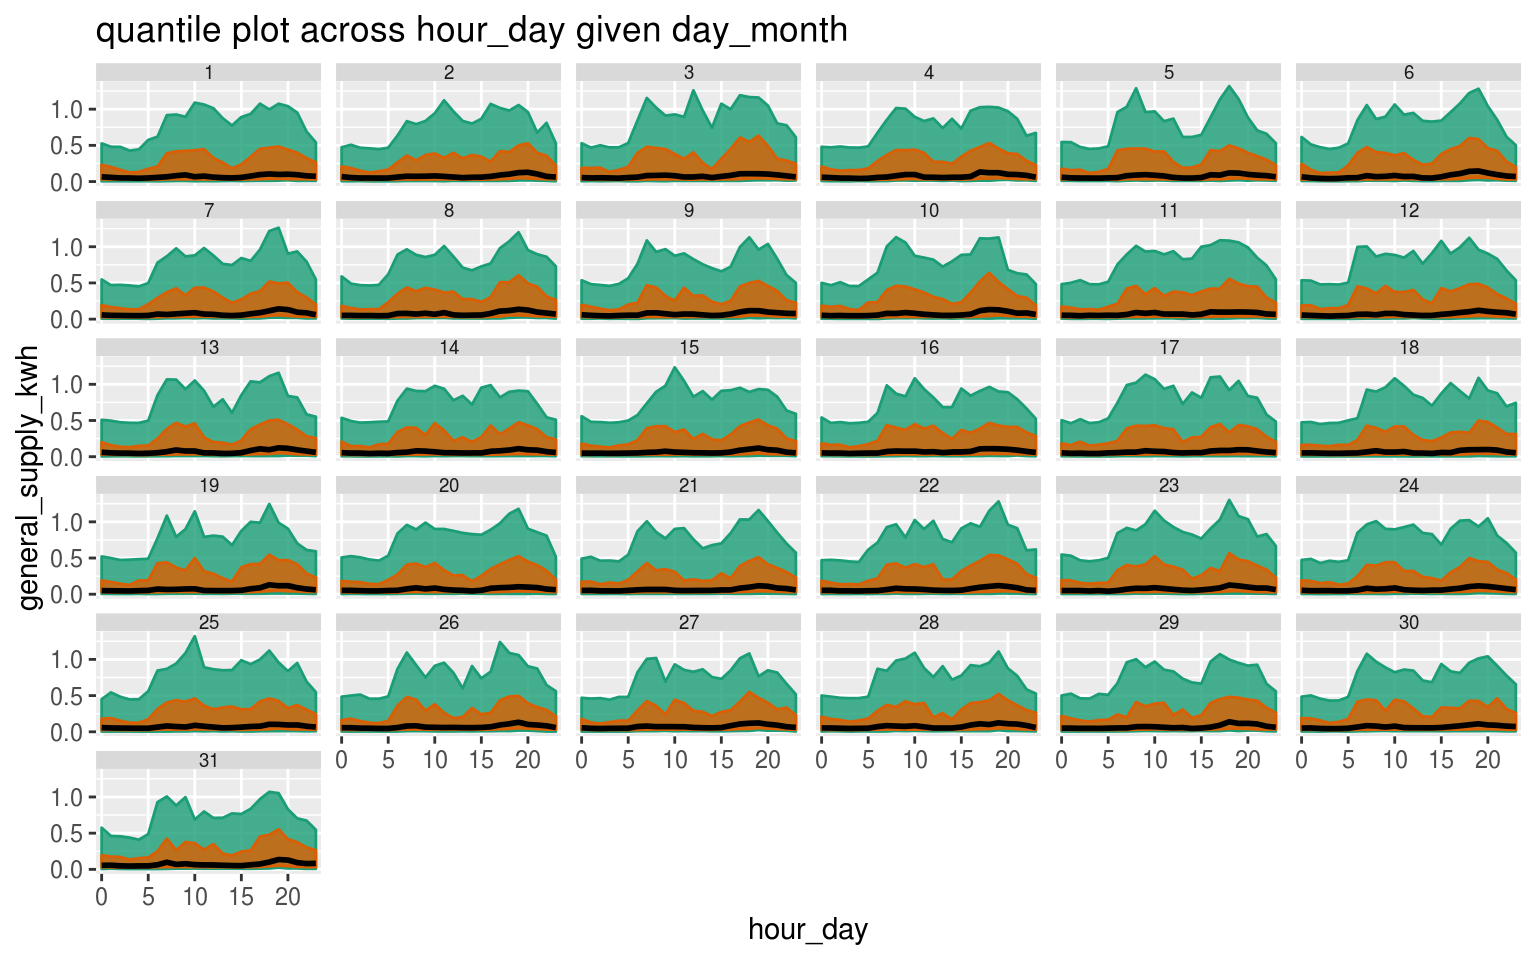 quantile plot across hour_day given day_month
1 2 3 4 5 6
1.0
0.5
0.0
7 8 9 10 11 12
1.0
0.5
0.0
13 14 15 16 17 18
1.0
0.5
0.0
19 20 21 22 23 24
1.0
0.5
0.0
25 26 27 28 29 30
1.0
0.5
0.0
0 5 10 15 20 0 5 10 15 20 0 5 10 15 20 0 5 10 15 20 0 5 10 15 20
31
1.0
0.5
0.0
0 5 10 15 20
general_supply_kwh
hour_day